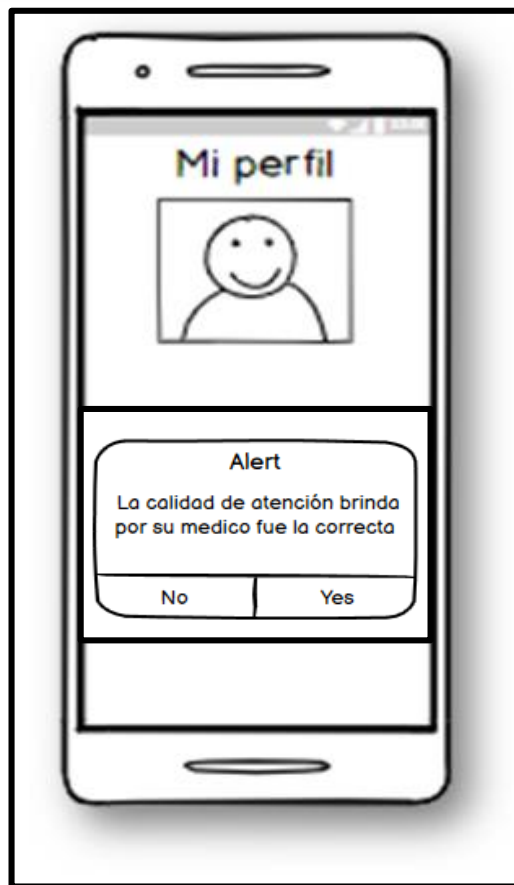 Mi perfil
Alert
La calidad de atención brinda
por su medico fue la correcta
No
Yes